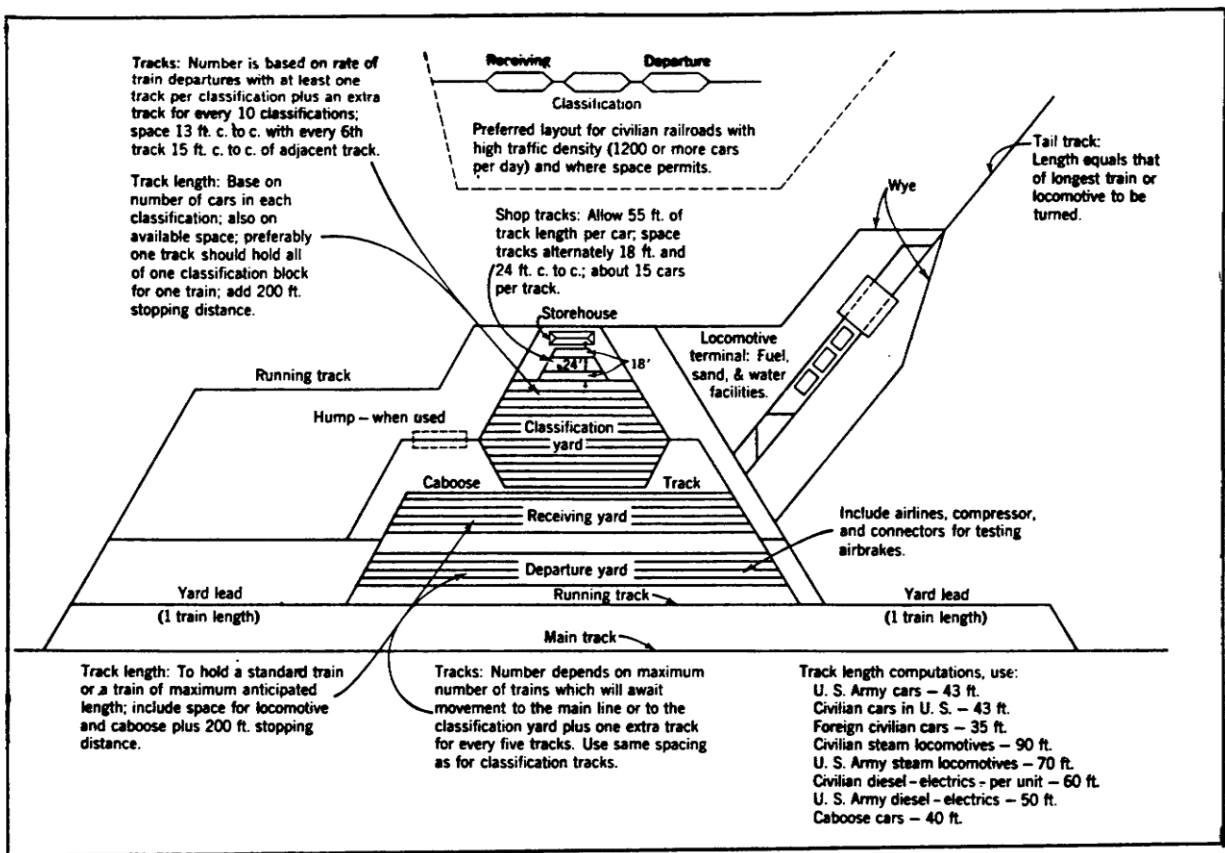 Tracks: Number is based on rate of
train departures with at least one
track per classification plus an extra
track for every 10 classifications;
space 13 ft. c. to c. with every 6th
track 15 ft. c. to c. of adjacent track.
Track length: Base on
number of cars in each
classification; also on
available space; preferably
one track should hold all
of one classification block
for one train; add 200 ft.
stopping distance.
Receiving
Departure
Classification
Preferred layout for civilian railroads with
high traffic density (1200 or more cars
per day) and where space permits.
Shop tracks: Allow 55 ft. of
track length per car; space
tracks alternately 18 ft. and
24 ft. c. to c.; about 15 cars
per track.
Tail track:
Length equals that
of longest train or
locomotive to be
turned.
Wye
Storehouse
24'
18'
Locomotive
terminal: Fuel,
sand, & water
facilities.
Running track
Hump – when used
Classification
yard
Caboose
Track
Receiving yard
Include airlines, compressor,
and connectors for testing
airbrakes.
Departure yard
Yard lead
(1 train length)
Running track
Yard lead
(1 train length)
Main track
Track length: To hold a standard train
or a train of maximum anticipated
length; include space for locomotive
and caboose plus 200 ft. stopping
distance.
Tracks: Number depends on maximum
number of trains which will await
movement to the main line or to the
classification yard plus one extra track
for every five tracks. Use same spacing
as for classification tracks.
Track length computations, use:
U. S. Army cars – 43 ft.
Civilian cars in U. S. – 43 ft.
Foreign civilian cars – 35 ft.
Civilian steam locomotives – 90 ft.
U. S. Army steam locomotives – 70 ft.
Civilian diesel - electrics - per unit – 60 ft.
U. S. Army diesel - electrics – 50 ft.
Caboose cars – 40 ft.